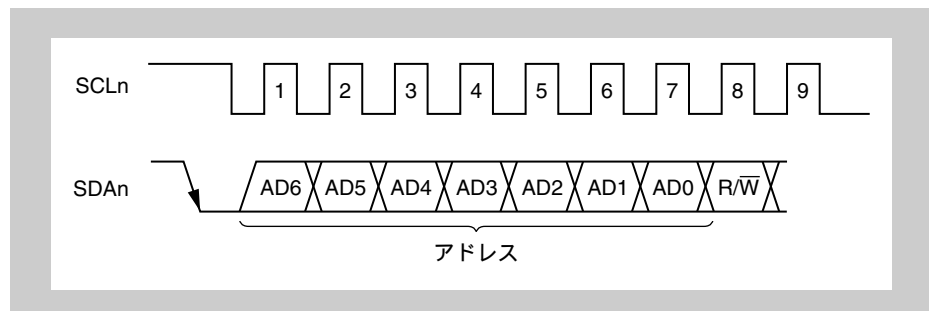 SCLn 1 2 3 4 5 6 7 8 9
SDAn AD6 AD5 AD4 AD3 AD2 AD1 AD0 R/W̅
アドレス